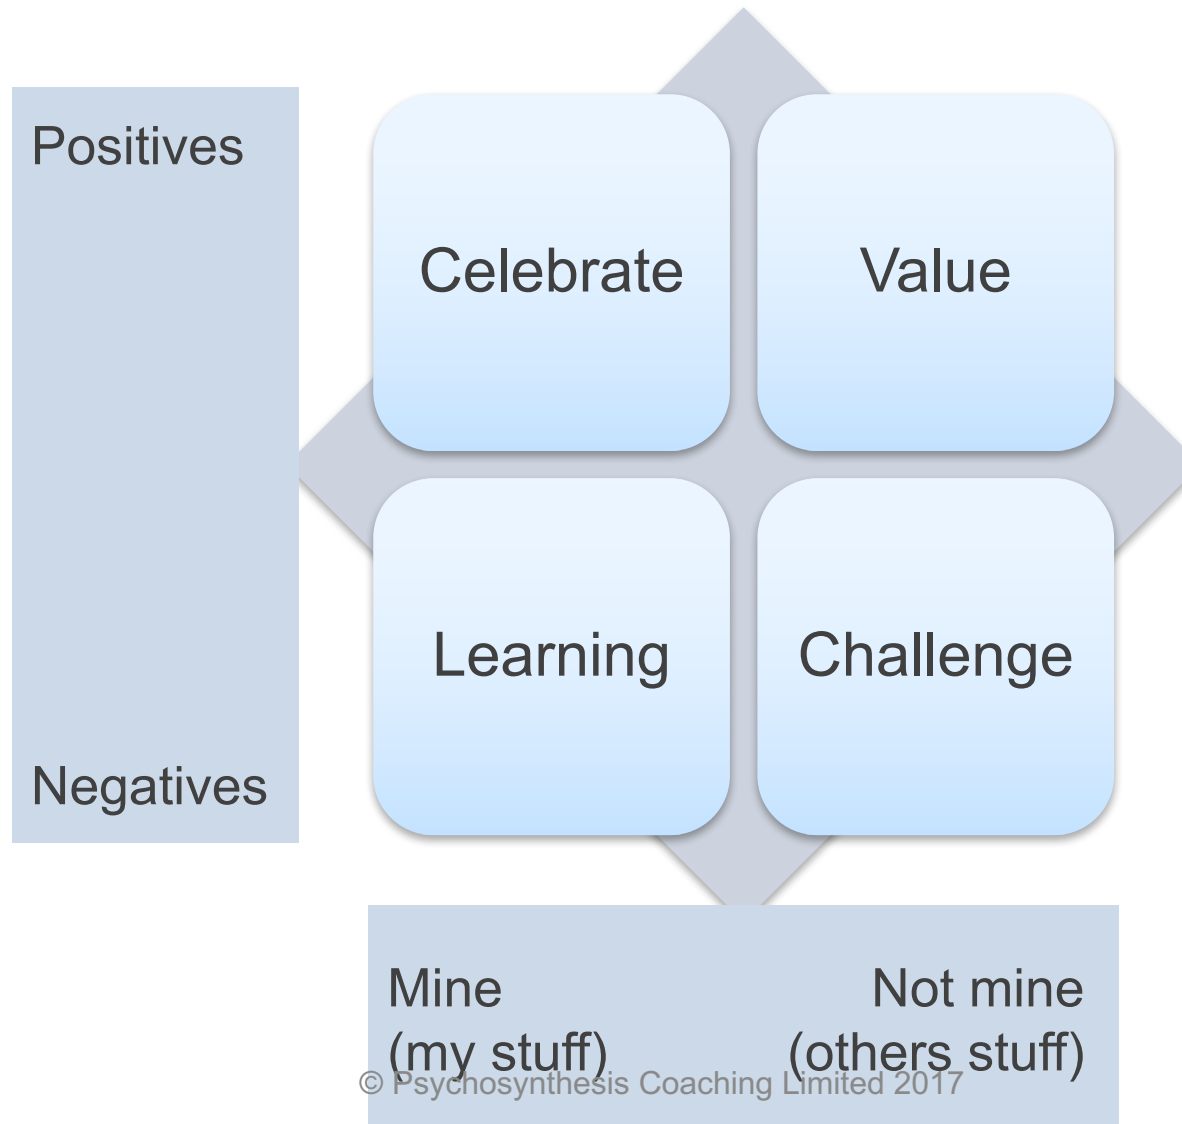 Positives
Celebrate
Value
Learning
Challenge
Negatives
Mine
(my stuff)
Not mine
(others stuff)
© Psychosynthesis Coaching Limited 2017